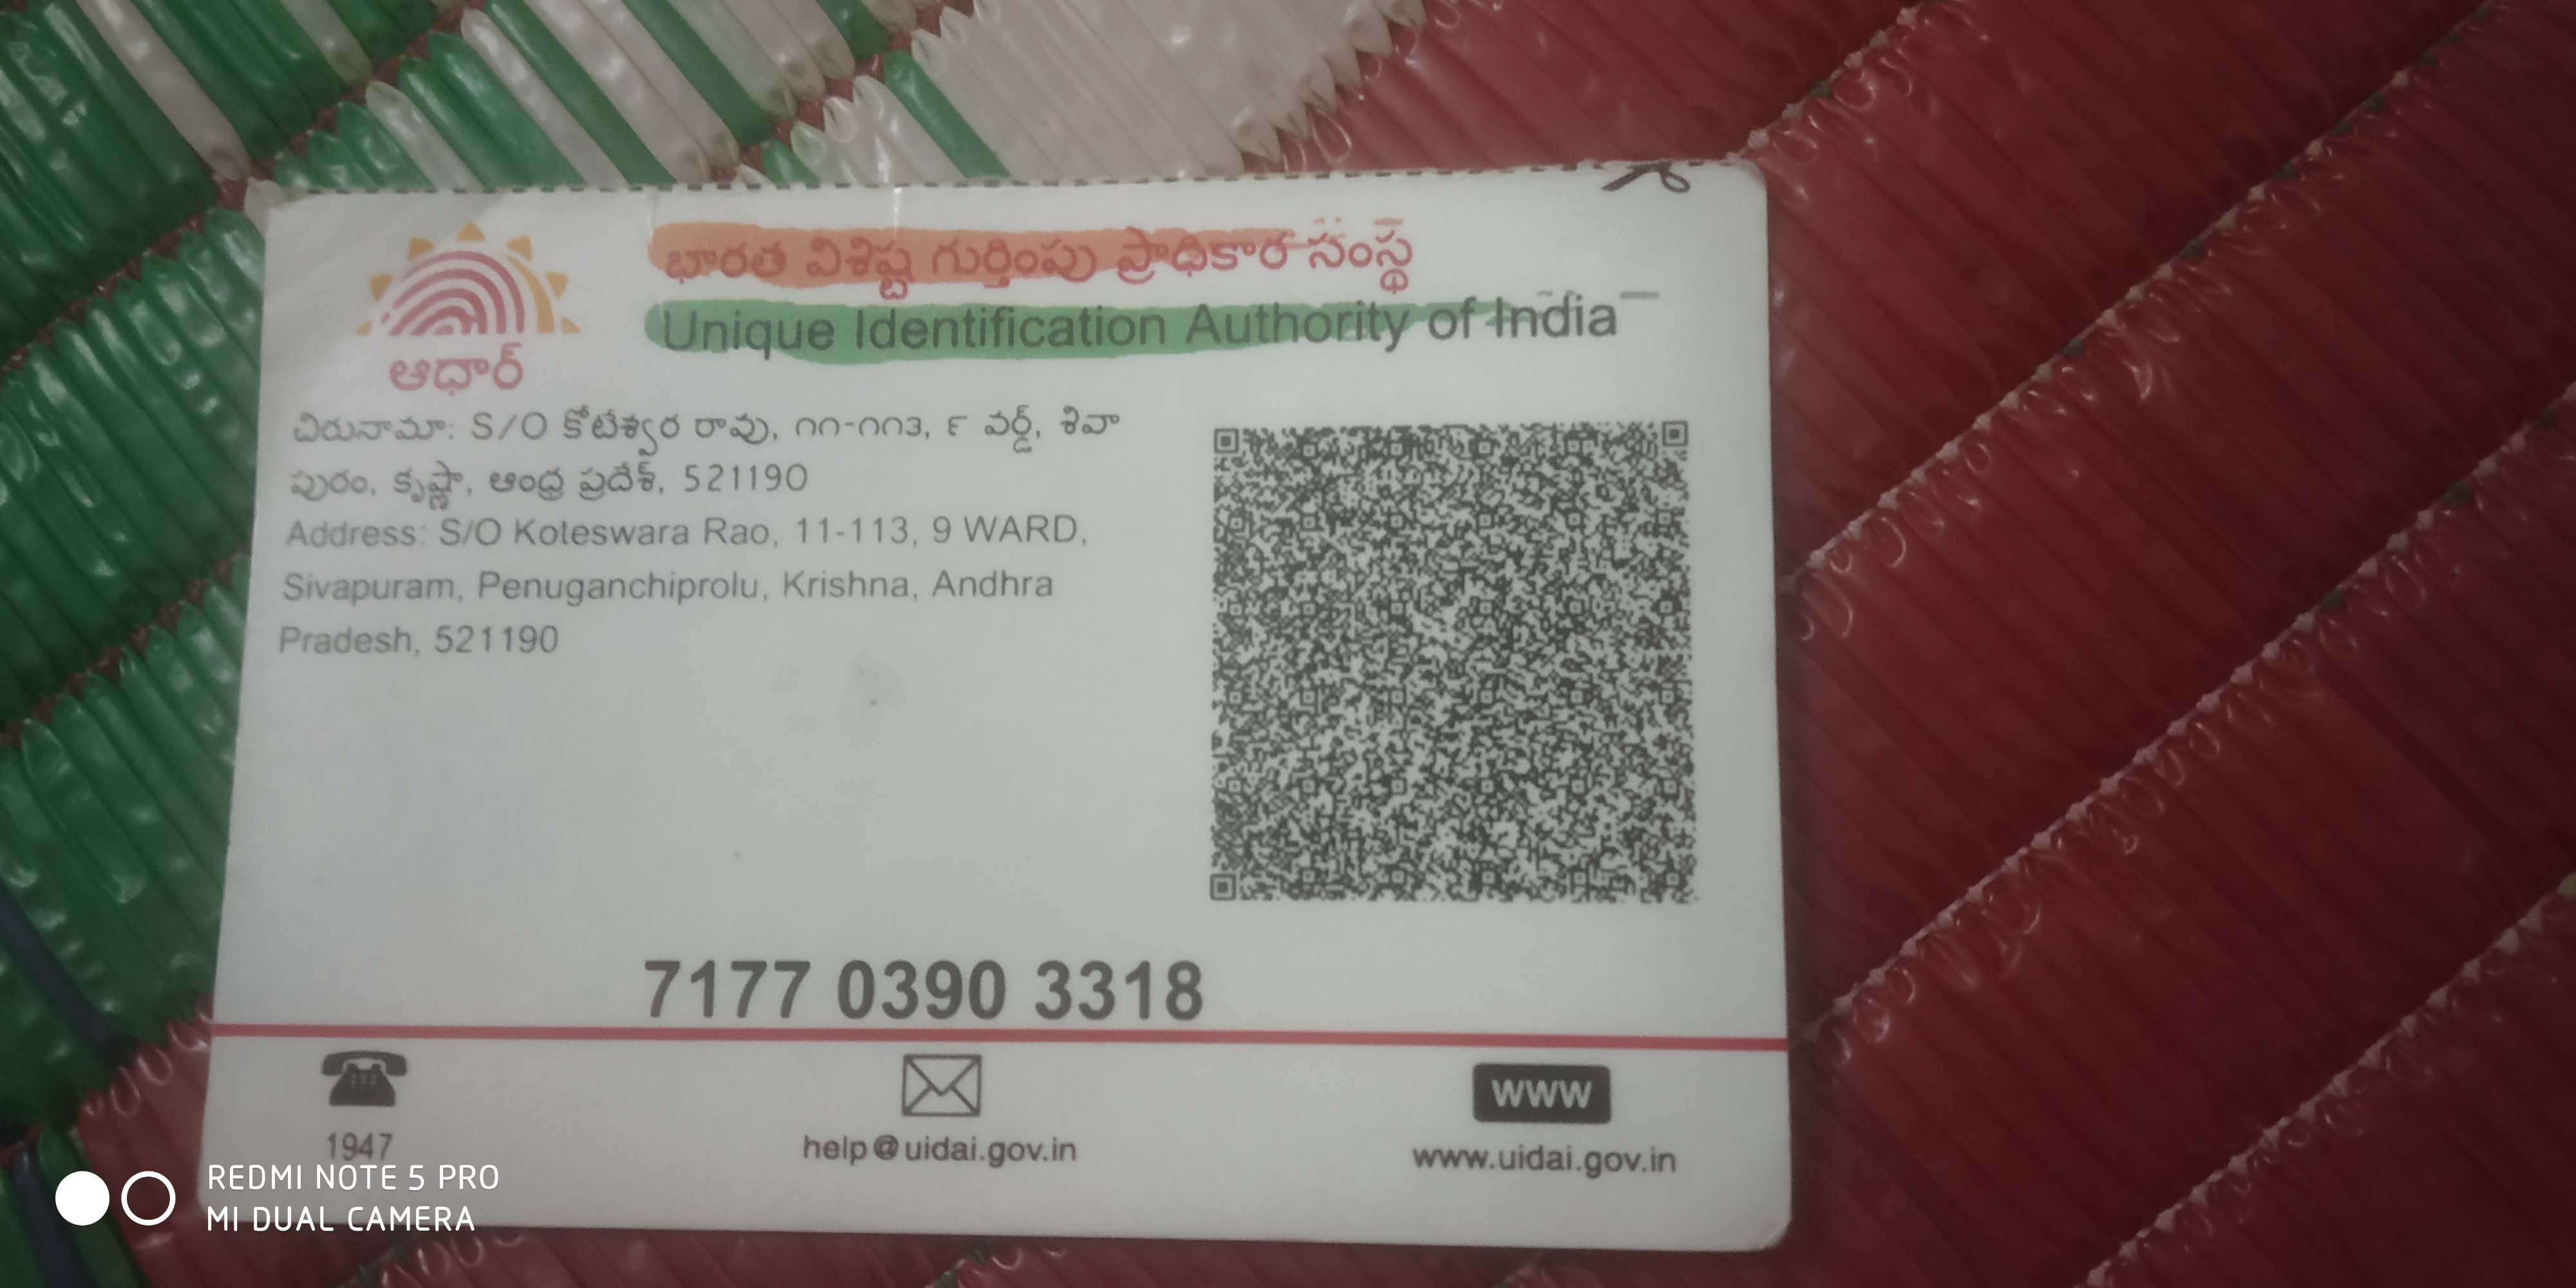 భారత విశిష్ట గుర్తింపు ప్రాధికార సంస్థ
Unique Identification Authority of India
ఆధార్
చిరునామా: S/O కోటేశ్వర రావు, ౧౧-౧౧౩, ౯ వర్డ్, శివా
పురం, కృష్ణా, ఆంధ్ర ప్రదేశ్, 521190
Address: S/O Koteswara Rao, 11-113, 9 WARD,
Sivapuram, Penuganchiprolu, Krishna, Andhra
Pradesh, 521190
7177 0390 3318
WWW
1947
help@uidai.gov.in
www.uidai.gov.in
REDMI NOTE 5 PRO
MI DUAL CAMERA